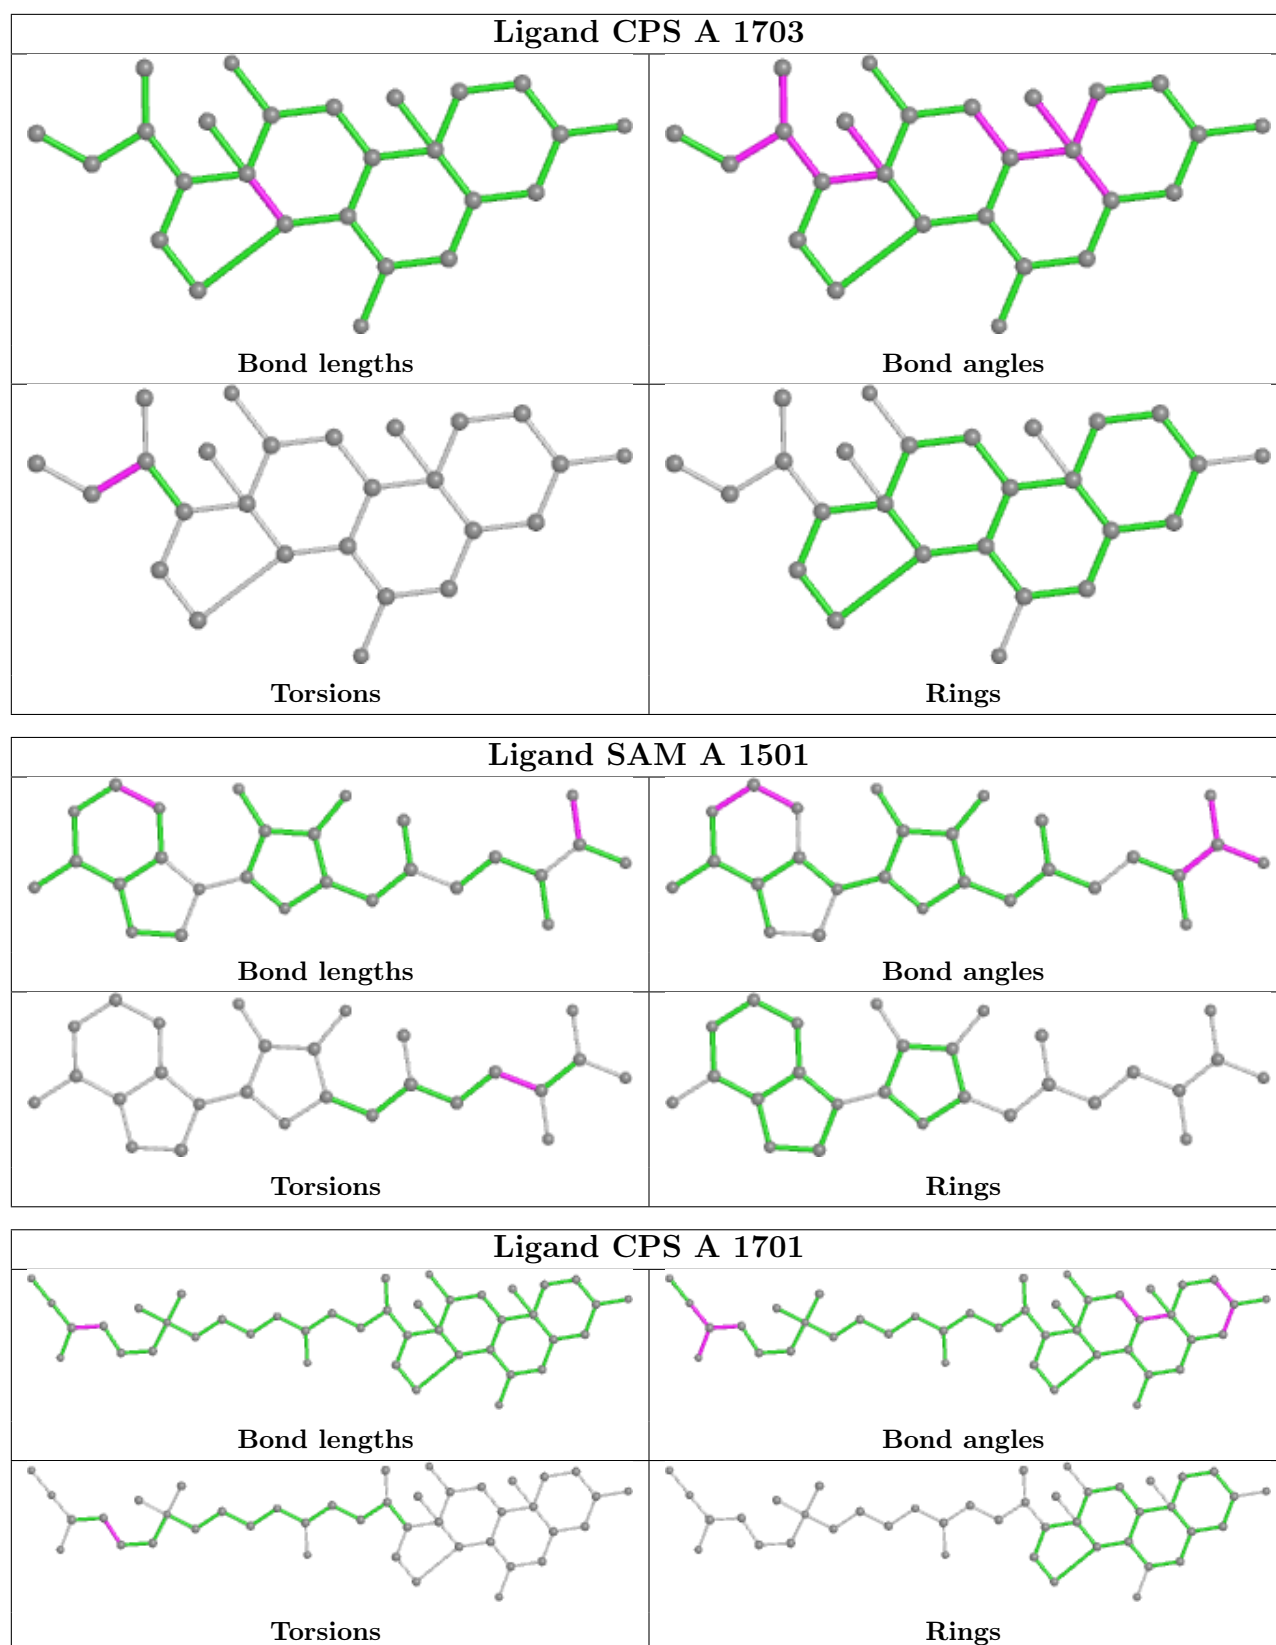 Ligand CPS A 1703
Bond lengths
Bond angles
Torsions
Rings
Ligand SAM A 1501
Bond lengths
Bond angles
Torsions
Rings
Ligand CPS A 1701
Bond lengths
Bond angles
Torsions
Rings